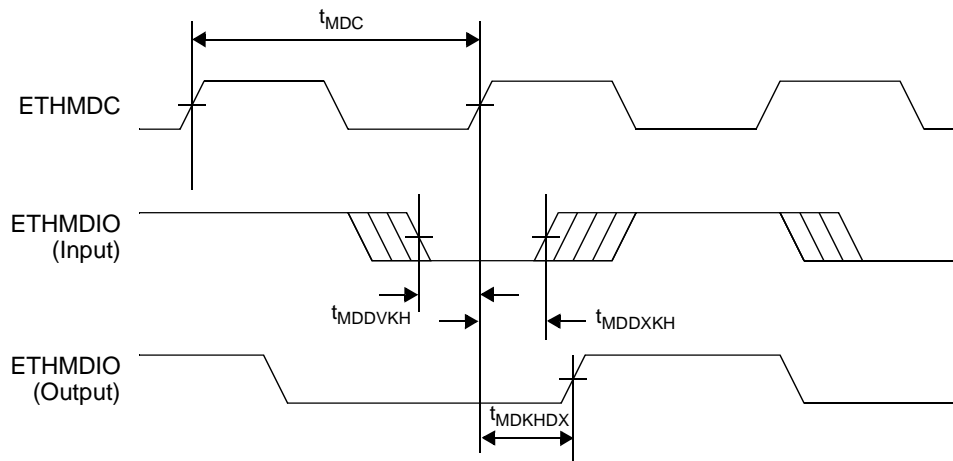 tMDC
ETHMDC
ETHMDIO
(Input)
tMDDVKH
tMDDXKH
ETHMDIO
(Output)
tMDKHDX